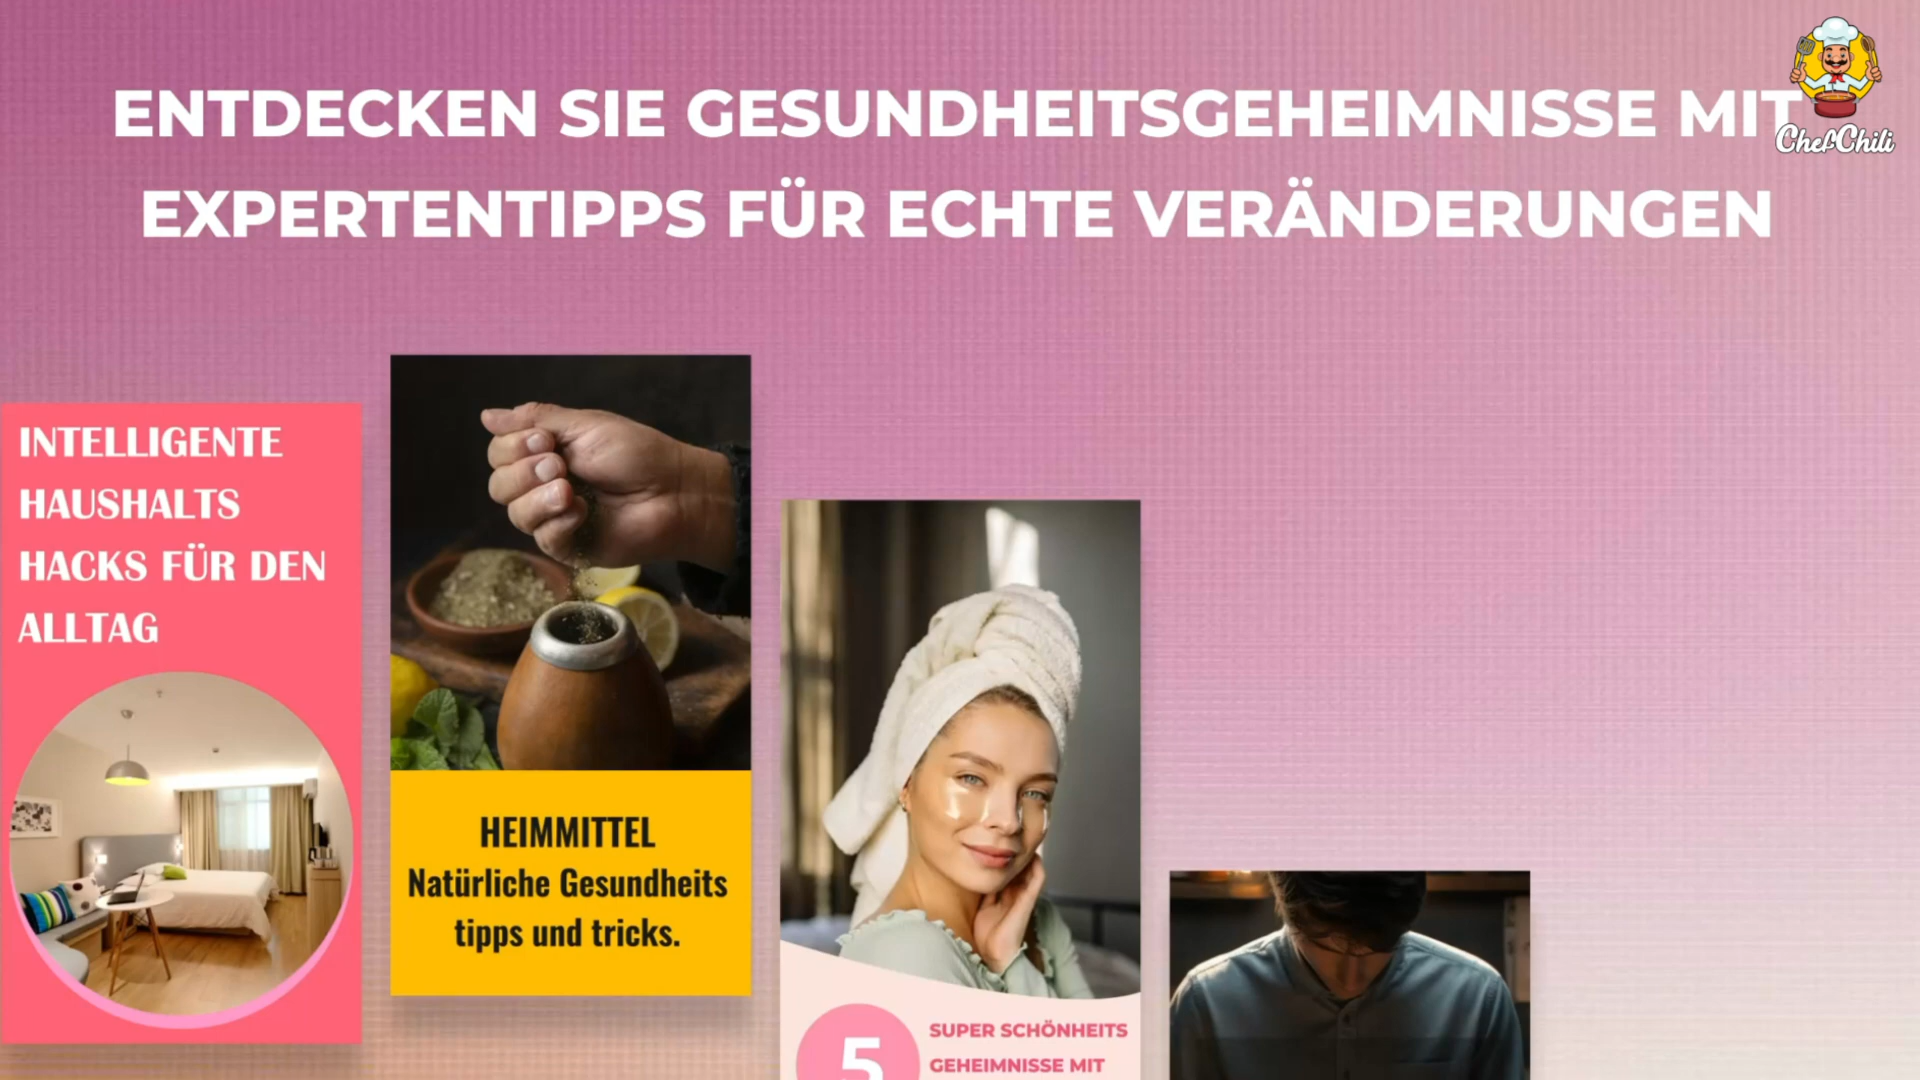 ENTDECKEN SIE GESUNDHEITSGEHEIMNISSE MIT
EXPERTENTIPPS FÜR ECHTE VERÄNDERUNGEN
ChefChili
INTELLIGENTE
HAUSHALTS
HACKS FÜR DEN
ALLTAG
HEIMMITTEL
Natürliche Gesundheits
tipps und tricks.
5
SUPER SCHÖNHEITS
GEHEIMNISSE MIT